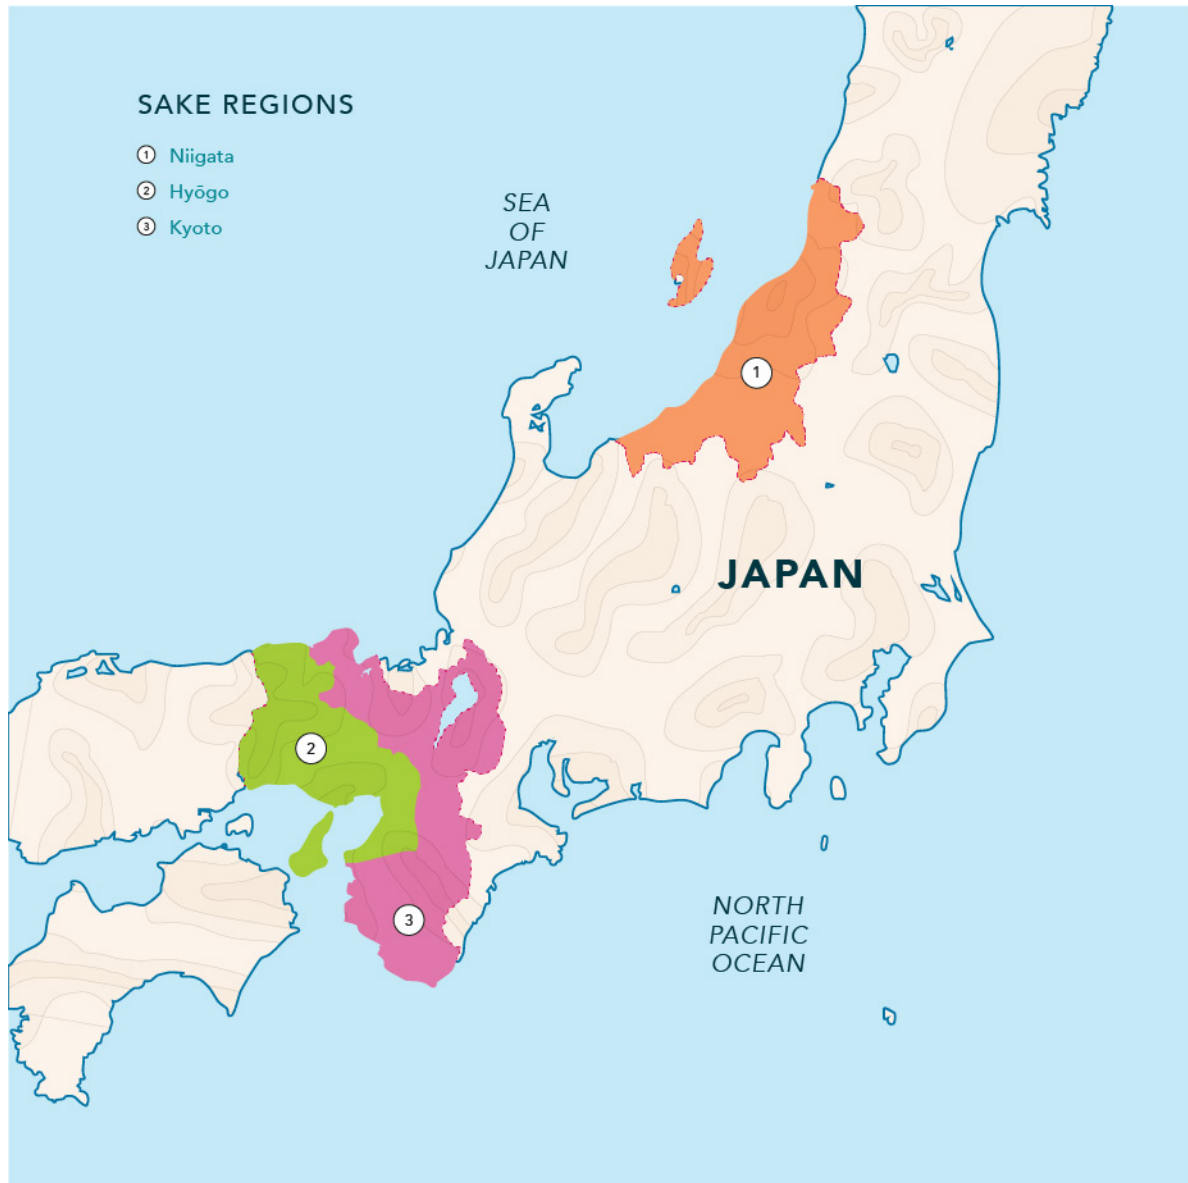 SAKE REGIONS
1 Niigata
2 Hyōgo
3 Kyoto
SEA
OF
JAPAN
1
JAPAN
2
3
NORTH
PACIFIC
OCEAN